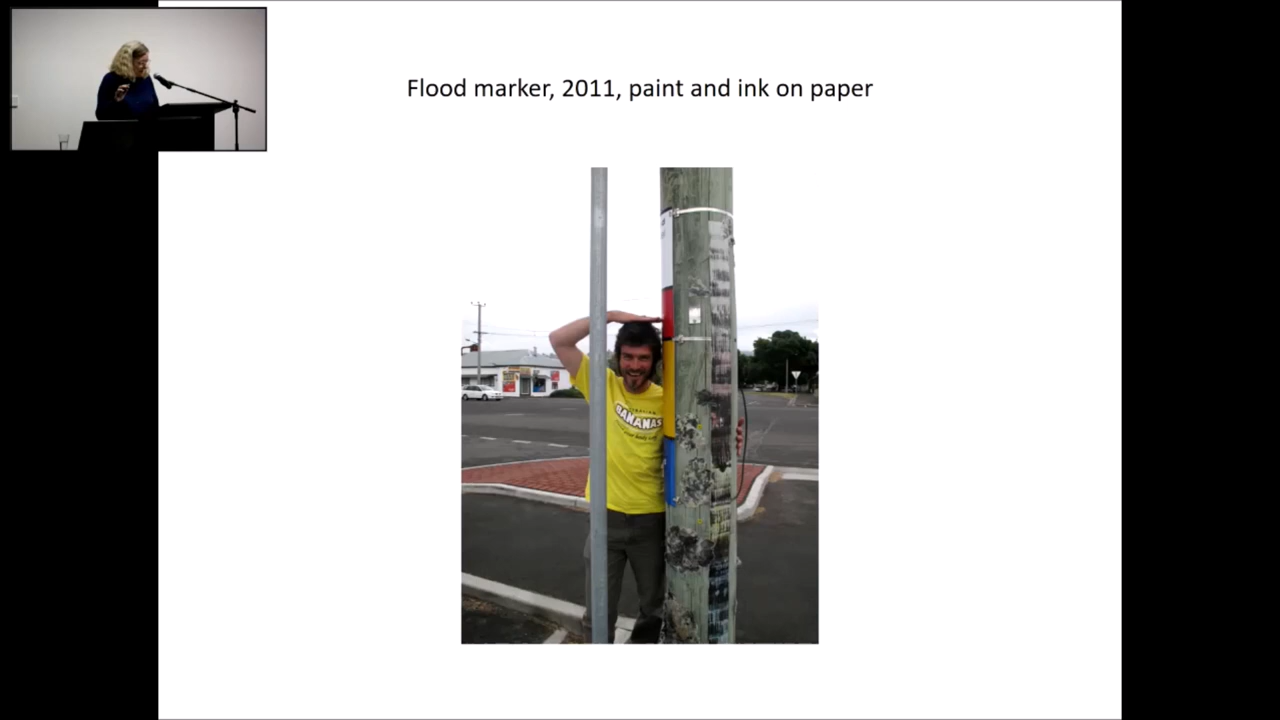 Flood marker, 2011, paint and ink on paper
BANANAS